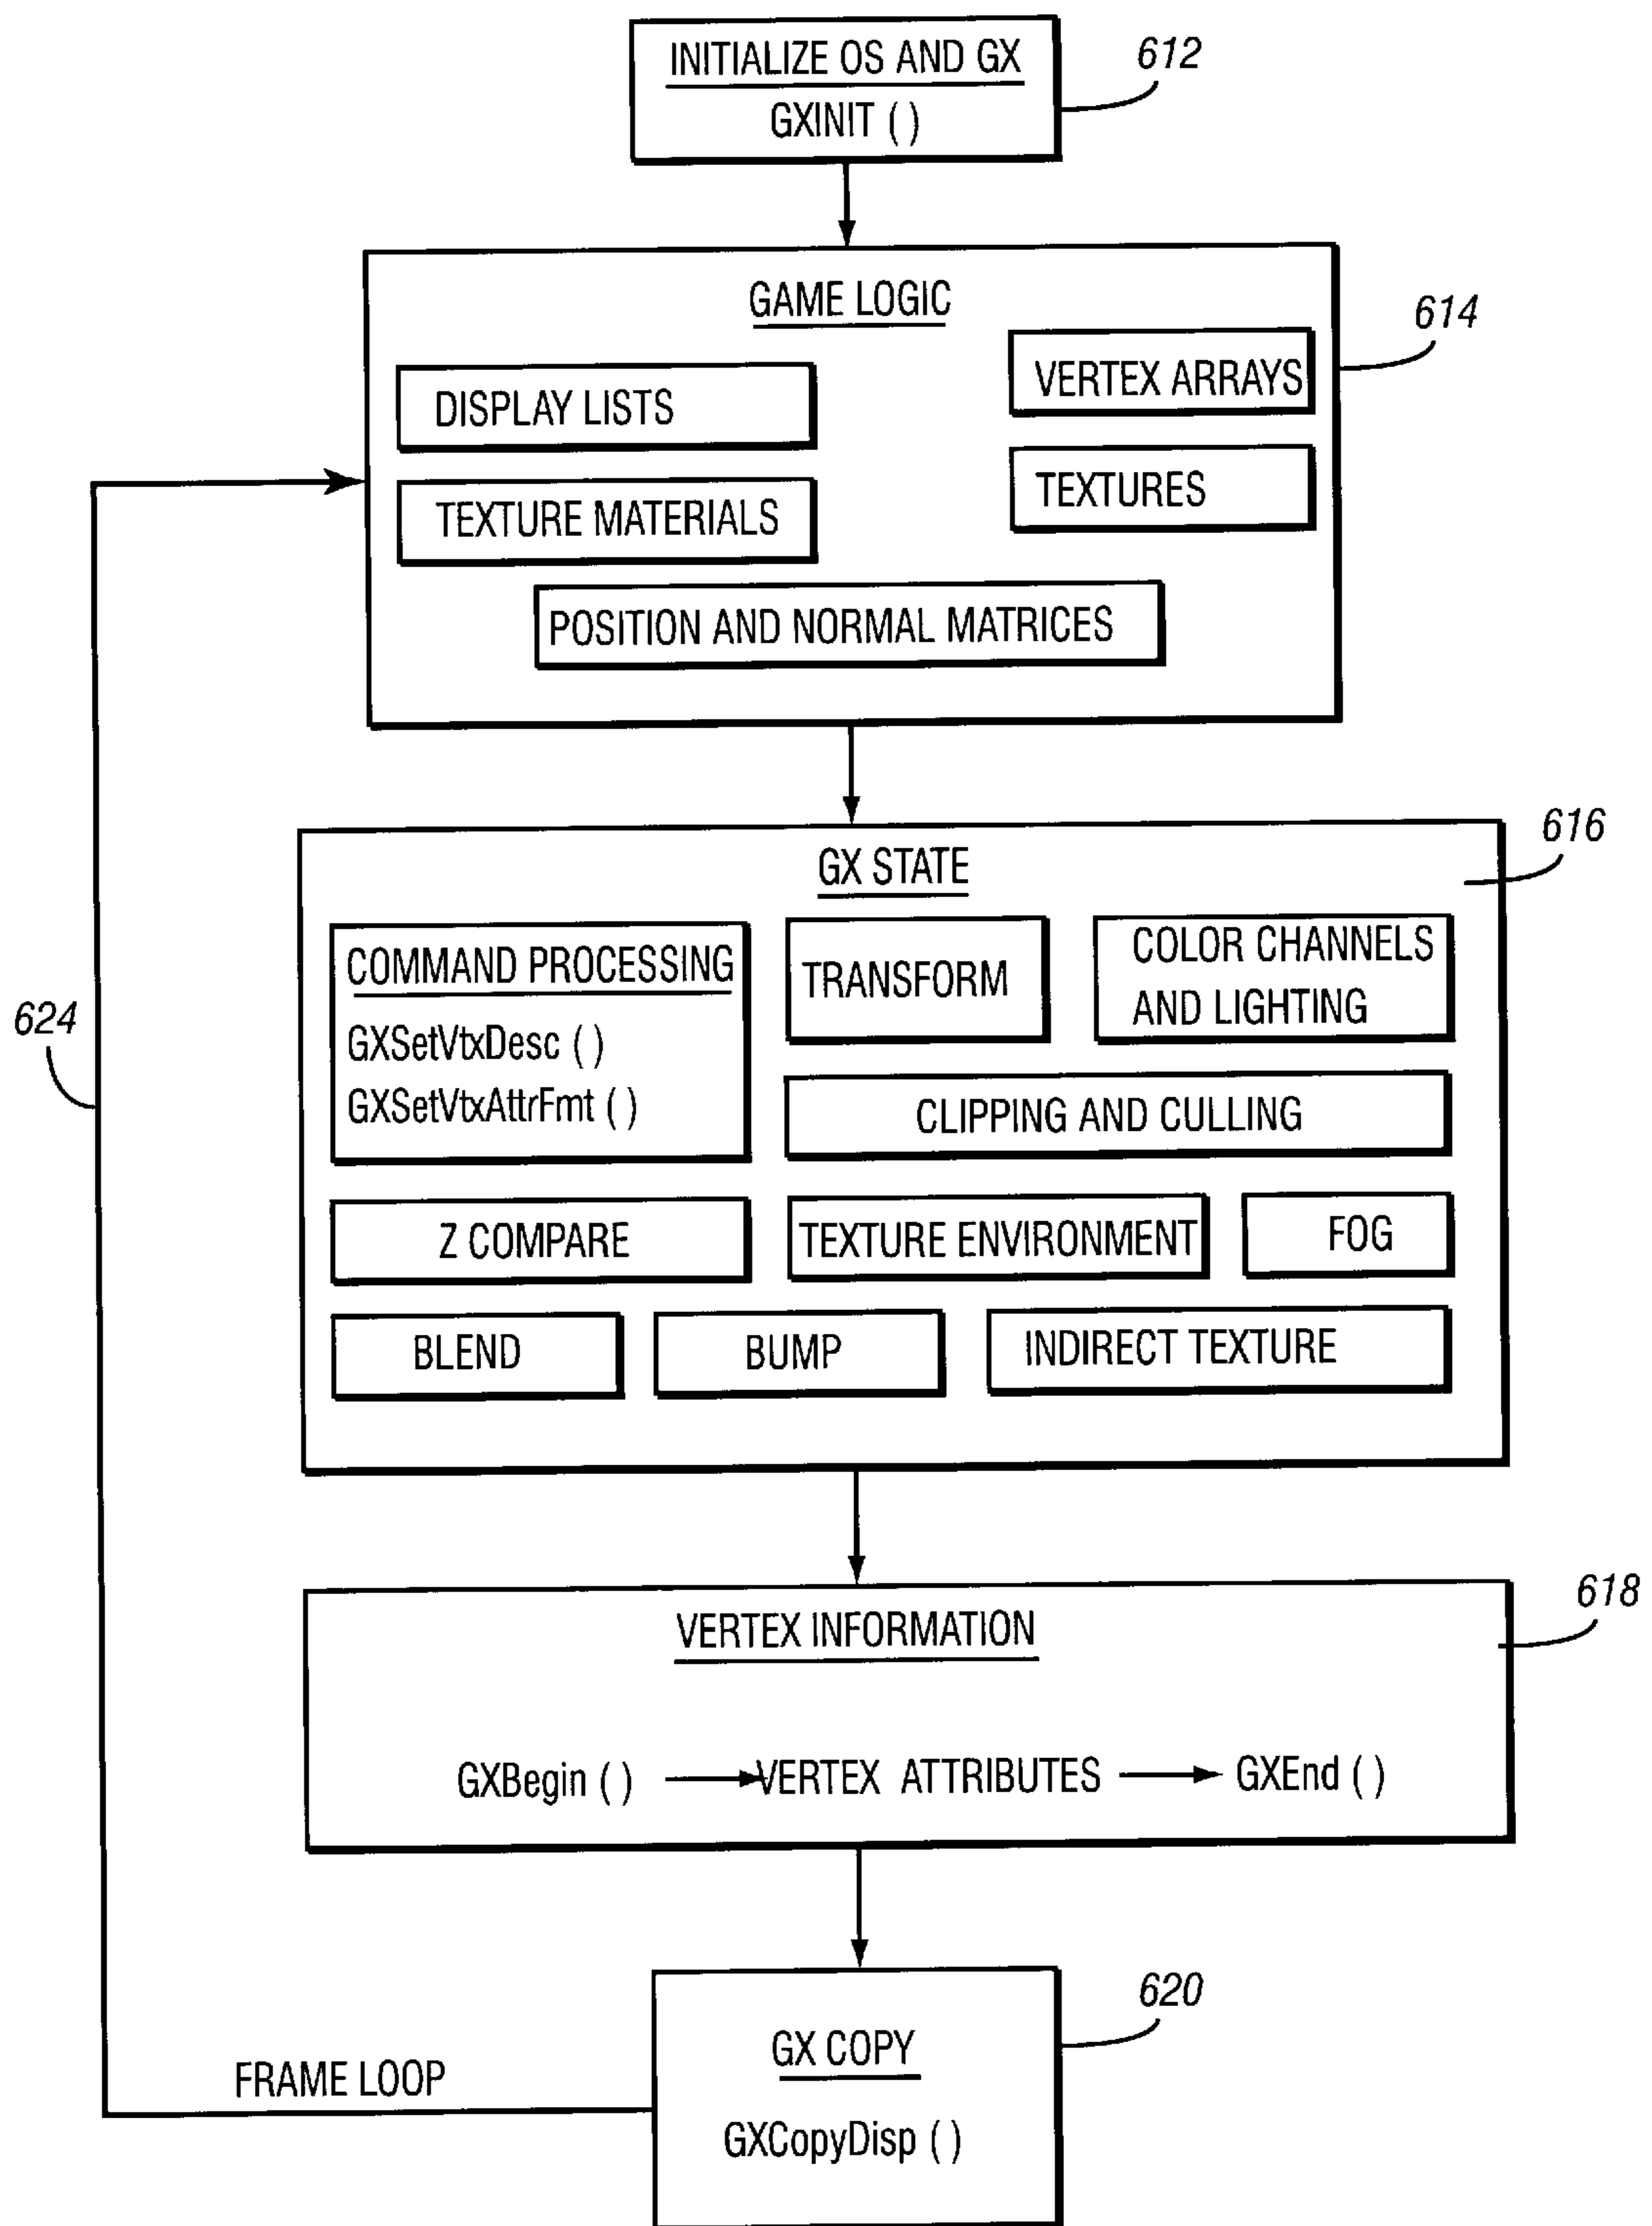 INITIALIZE OS AND GX
GXINIT ( )
612
GAME LOGIC
614
VERTEX ARRAYS
DISPLAY LISTS
TEXTURES
TEXTURE MATERIALS
POSITION AND NORMAL MATRICES
616
GX STATE
COMMAND PROCESSING
GXSetVtxDesc ( )
GXSetVtxAttrFmt ( )
TRANSFORM
COLOR CHANNELS
AND LIGHTING
CLIPPING AND CULLING
624
Z COMPARE
TEXTURE ENVIRONMENT
FOG
BLEND
BUMP
INDIRECT TEXTURE
618
VERTEX INFORMATION
GXBegin ( ) → VERTEX ATTRIBUTES → GXEnd ( )
620
GX COPY
GXCopyDisp ( )
FRAME LOOP